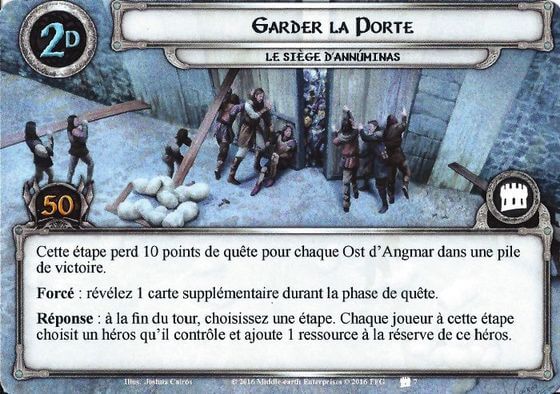 2D
GARDER LA PORTE
LE SIÈGE D'ANNÚMINAS
50
Cette étape perd 10 points de quête pour chaque Ost d'Angmar dans une pile
de victoire.
Forcé : révélez 1 carte supplémentaire durant la phase de quête.
Réponse : à la fin du tour, choisissez une étape. Chaque joueur à cette étape
choisit un héros qu'il contrôle et ajoute 1 ressource à la réserve de ce héros.
Illus. Joshua Cairós © 2016 Middle-earth Enterprises © 2016 FFG 7